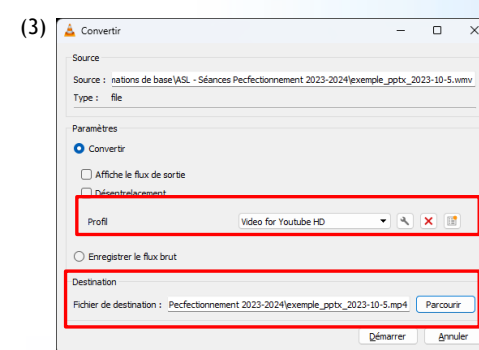 (3)
Convertir
Source
Source : nations de base\ASL - Séances Pecfectionnement 2023-2024\exemple_pptx_2023-10-5.wmv
Type : file
Paramètres
Convertir
Affiche le flux de sortie
Désentrelacement
Profil Video for Youtube HD
Enregistrer le flux brut
Destination
Fichier de destination : Pecfectionnement 2023-2024\exemple_pptx_2023-10-5.mp4 Parcourir
Démarrer Annuler